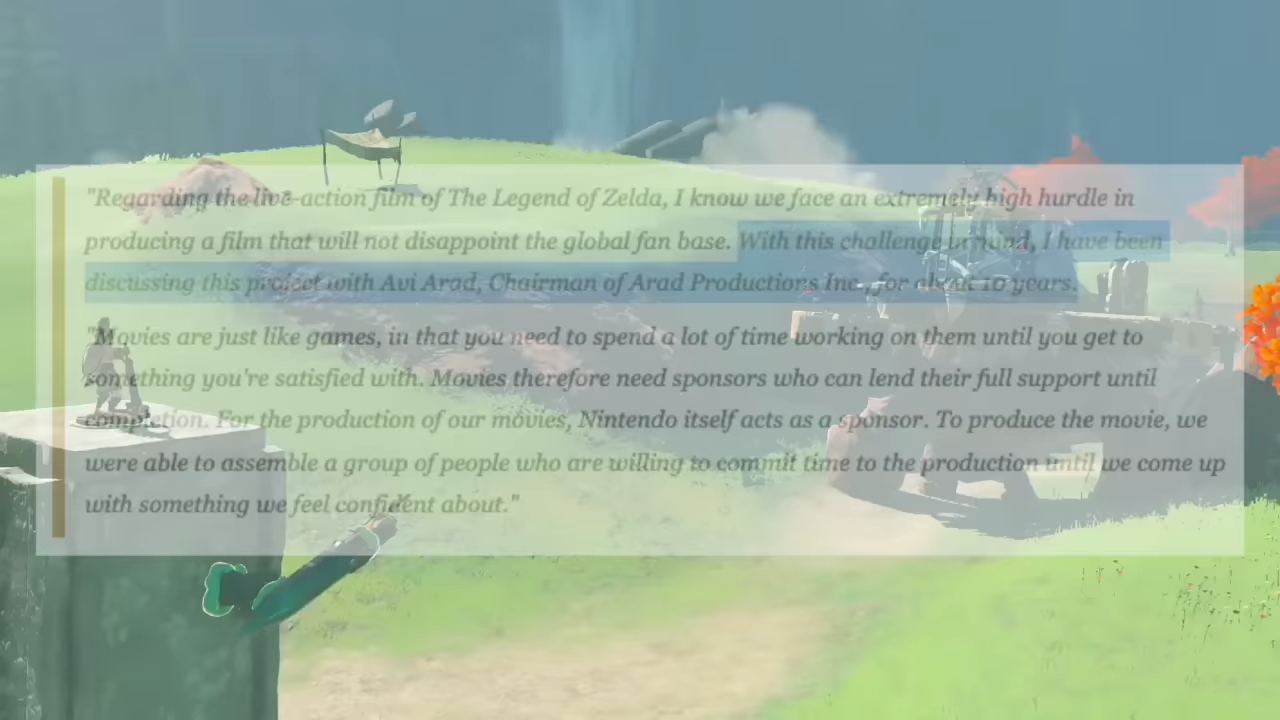 "Regarding the live-action film of The Legend of Zelda, I know we face an extremely high hurdle in
producing a film that will not disappoint the global fan base. With this challenge in mind, I have been
discussing this project with Avi Arad, Chairman of Arad Productions Inc., for about 10 years.
"Movies are just like games, in that you need to spend a lot of time working on them until you get to
something you're satisfied with. Movies therefore need sponsors who can lend their full support until
completion. For the production of our movies, Nintendo itself acts as a sponsor. To produce the movie, we
were able to assemble a group of people who are willing to commit time to the production until we come up
with something we feel confident about."